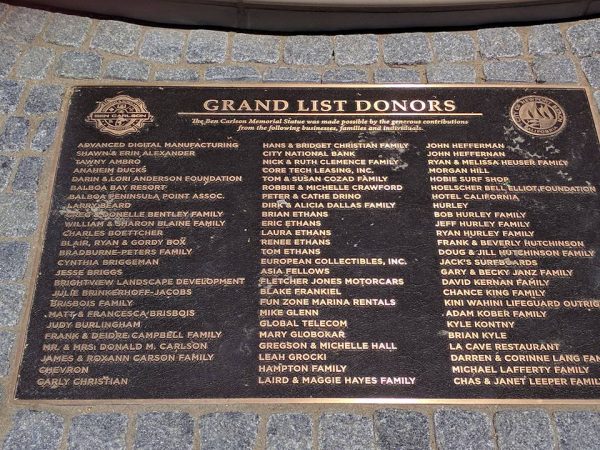 BEN CARLSON
GRAND LIST DONORS
The Ben Carlson Memorial Statue was made possible by the generous contributions
from the following businesses, families and individuals.
ADVANCED DIGITAL MANUFACTURING
SHAWN & ERIN ALEXANDER
TAWNY AMBRO
ANAHEIM DUCKS
DARIN & LORI ANDERSON FOUNDATION
BALBOA BAY RESORT
BALBOA PENINSULA POINT ASSOC.
LARRY BEARD
DONELLE BENTLEY FAMILY
WILLIAM & SHARON BLAINE FAMILY
CHARLES BOETTCHER
BLAIR, RYAN & GORDY BOX
BRADBURNE-PETERS FAMILY
CYNTHIA BRIGGEMAN
JESSE BRIGGS
BRIGHTVIEW LANDSCAPE DEVELOPMENT
JULIE BRINKERHOFF-JACOBS
BRISBOIS FAMILY
MATT & FRANCESCA BRISBOIS
JUDY BURLINGHAM
FRANK & DEIDRE CAMPBELL FAMILY
MR. & MRS. DONALD M. CARLSON
JAMES & ROXANN CARSON FAMILY
CHEVRON
CARLY CHRISTIAN
HANS & BRIDGET CHRISTIAN FAMILY
CITY NATIONAL BANK
NICK & RUTH CLEMENCE FAMILY
CORE TECH LEASING, INC.
TOM & SUSAN COZAD FAMILY
ROBBIE & MICHELLE CRAWFORD
PETER & CATHE DRINO
DIRK & ALICIA DALLAS FAMILY
BRIAN ETHANS
ERIC ETHANS
LAURA ETHANS
RENEE ETHANS
TOM ETHANS
EUROPEAN COLLECTIBLES, INC.
ASIA FELLOWS
FLETCHER JONES MOTORCARS
BLAKE FRANKIEL
FUN ZONE MARINA RENTALS
MIKE GLENN
GLOBAL TELECOM
MARY GLOBOKAR
GREGSON & MICHELLE HALL
LEAH GROCKI
HAMPTON FAMILY
LAIRD & MAGGIE HAYES FAMILY
JOHN HEFFERMAN
JOHN HEFFERNAN
RYAN & MELISSA HEUSER FAMILY
MORGAN HILL
HOBIE SURF SHOP
HOELSCHER BELL ELLIOT FOUNDATION
HOTEL CALIFORNIA
HURLEY
BOB HURLEY FAMILY
JEFF HURLEY FAMILY
RYAN HURLEY FAMILY
FRANK & BEVERLY HUTCHINSON
DOUG & JILL HUTCHINSON FAMILY
JACK'S SURFBOARDS
GARY & BECKY JANZ FAMILY
DAVID KERNAN FAMILY
CHANCE KING FAMILY
KINI WAHINI LIFEGUARD OUTRIG
ADAM KOBER FAMILY
KYLE KONTNY
BRIAN KYLE
LA CAVE RESTAURANT
DARREN & CORINNE LANG FAM
MICHAEL LAFFERTY FAMILY
CHAS & JANET LEEPER FAMILY